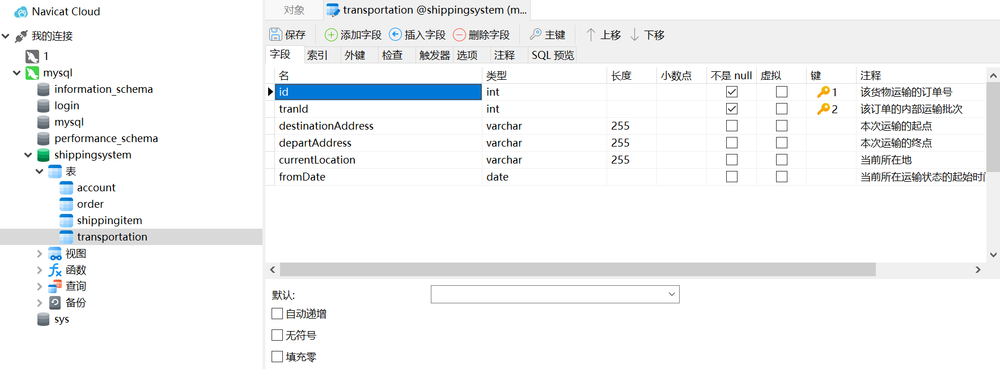 Navicat Cloud
我的连接
1
mysql
information_schema
login
mysql
performance_schema
shippingsystem
表
account
order
shippingitem
transportation
视图
函数
查询
备份
sys
对象 transportation @shippingsystem (m...
保存 添加字段 插入字段 删除字段 主键 上移 下移
字段 索引 外键 检查 触发器 选项 注释 SQL 预览
名 类型 长度 小数点 不是 null 虚拟 键 注释
id int 1 该货物运输的订单号
tranId int 2 该订单的内部运输批次
destinationAddress varchar 255 本次运输的起点
departAddress varchar 255 本次运输的终点
currentLocation varchar 255 当前所在地
fromDate date 当前所在运输状态的起始时间
默认:
自动递增
无符号
填充零